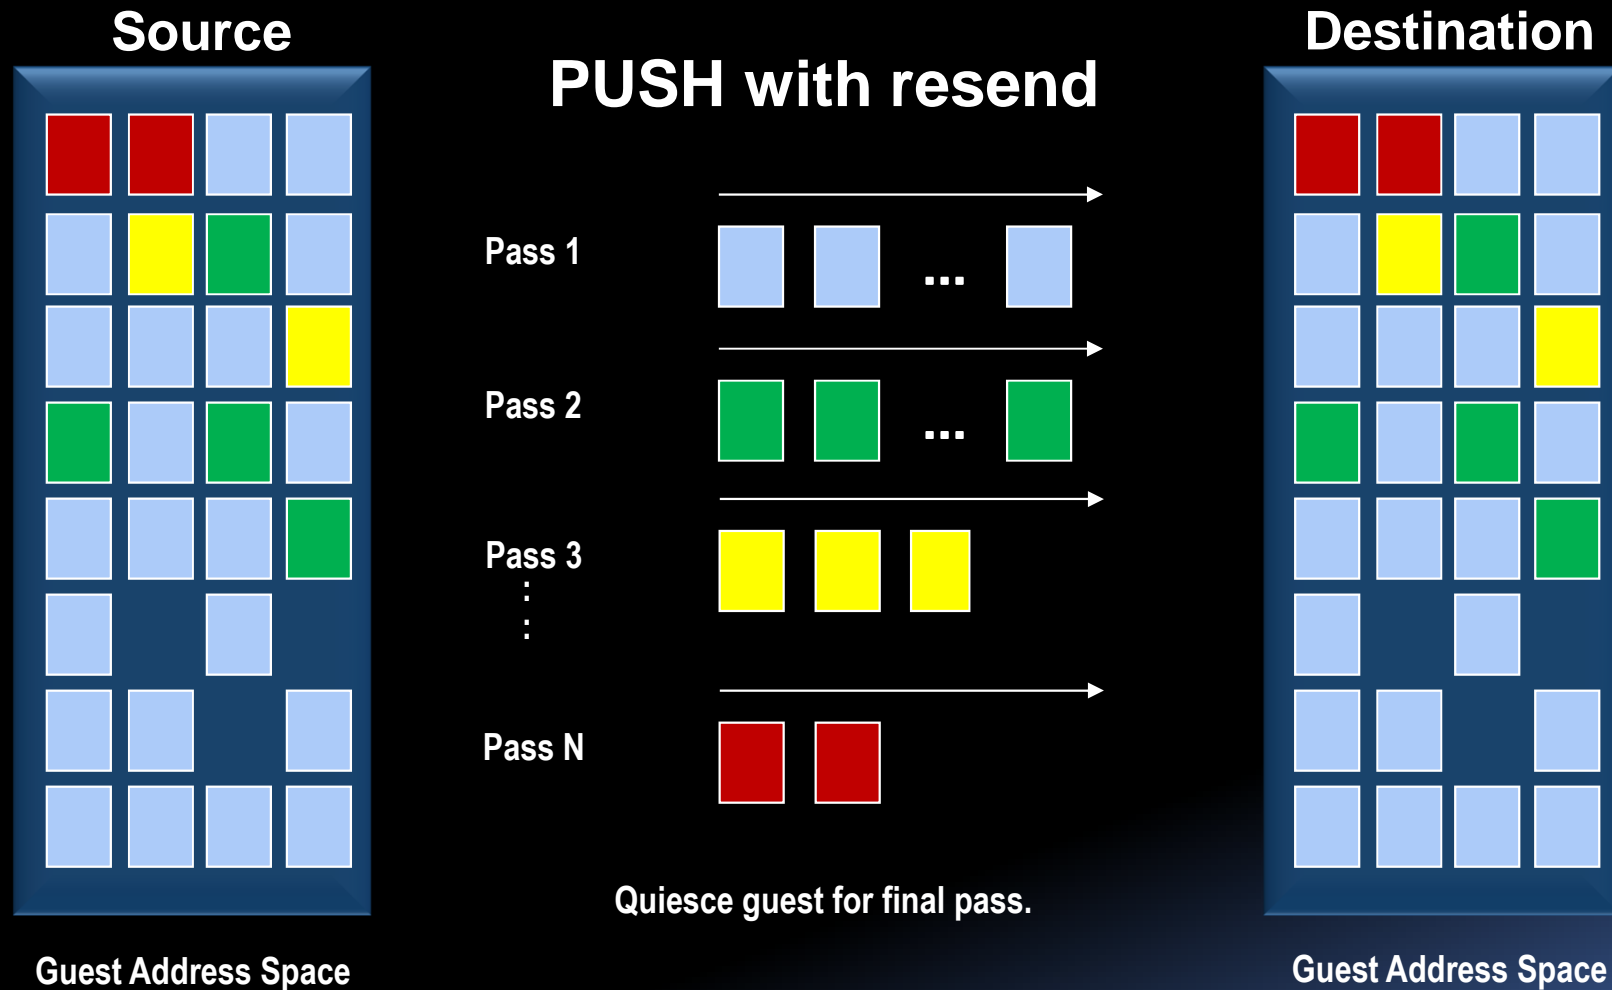 Source
Destination
PUSH with resend
Pass 1
...
Pass 2
...
Pass 3
:
:
Pass N
Quiesce guest for final pass.
Guest Address Space
Guest Address Space